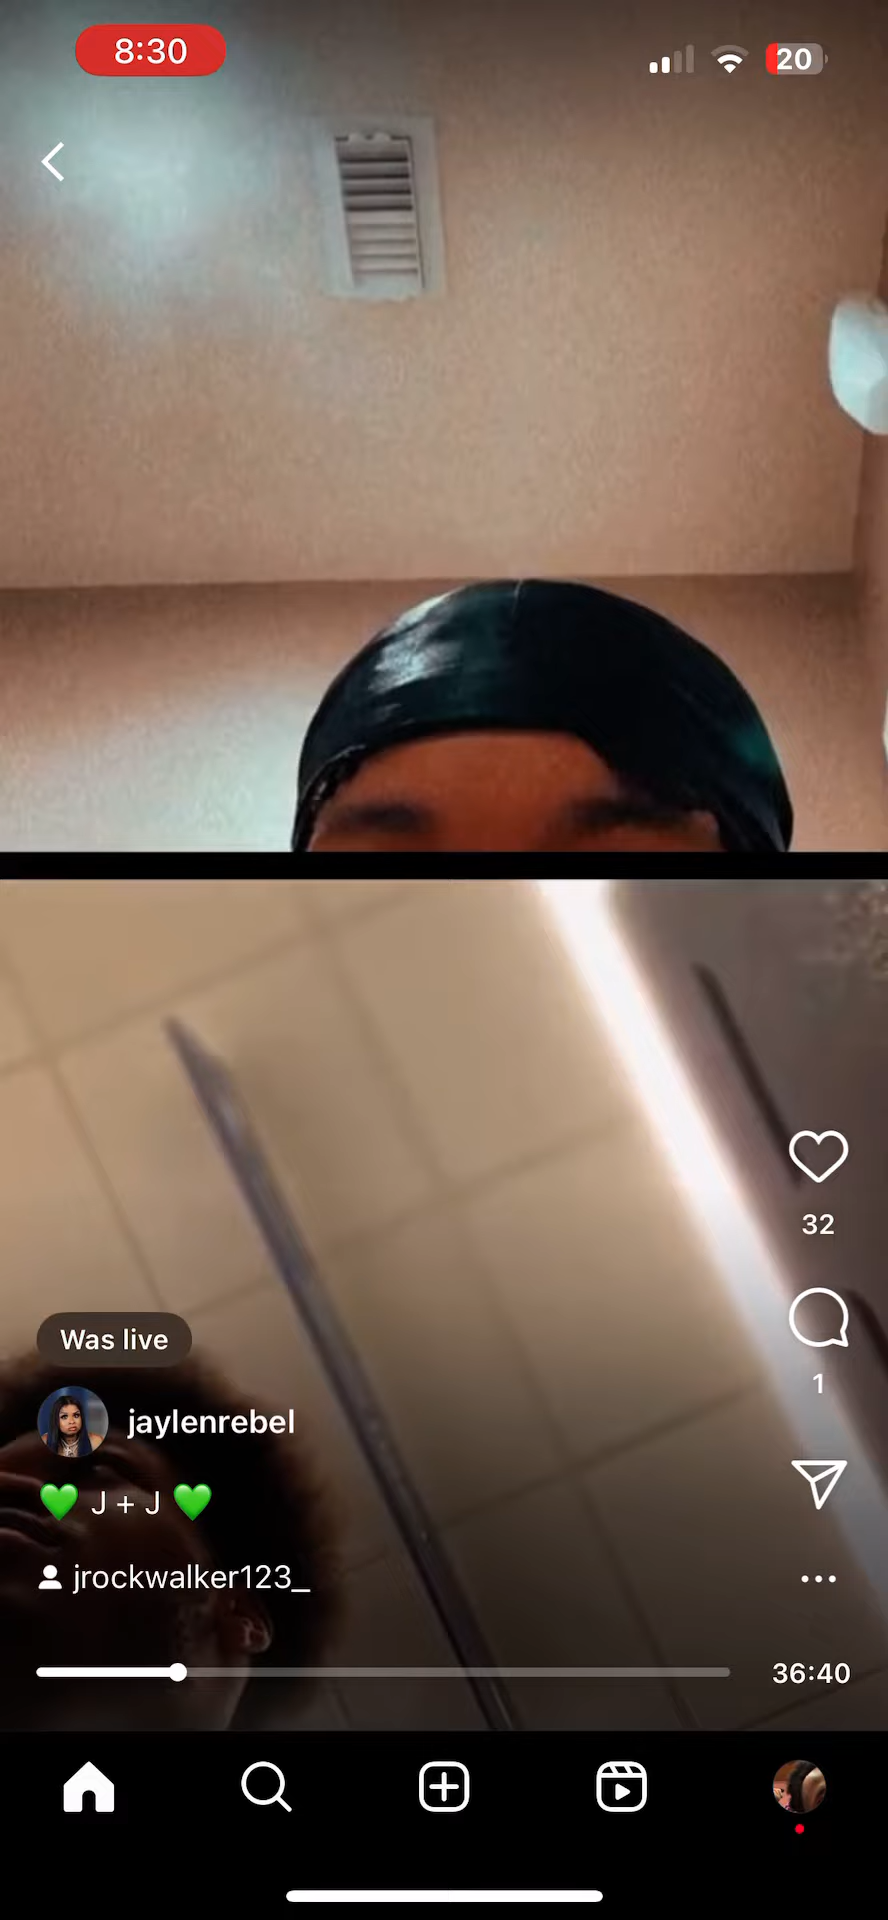 8:30
20
32
Was live
1
jaylenrebel
💚 J + J 💚
jrockwalker123_
36:40